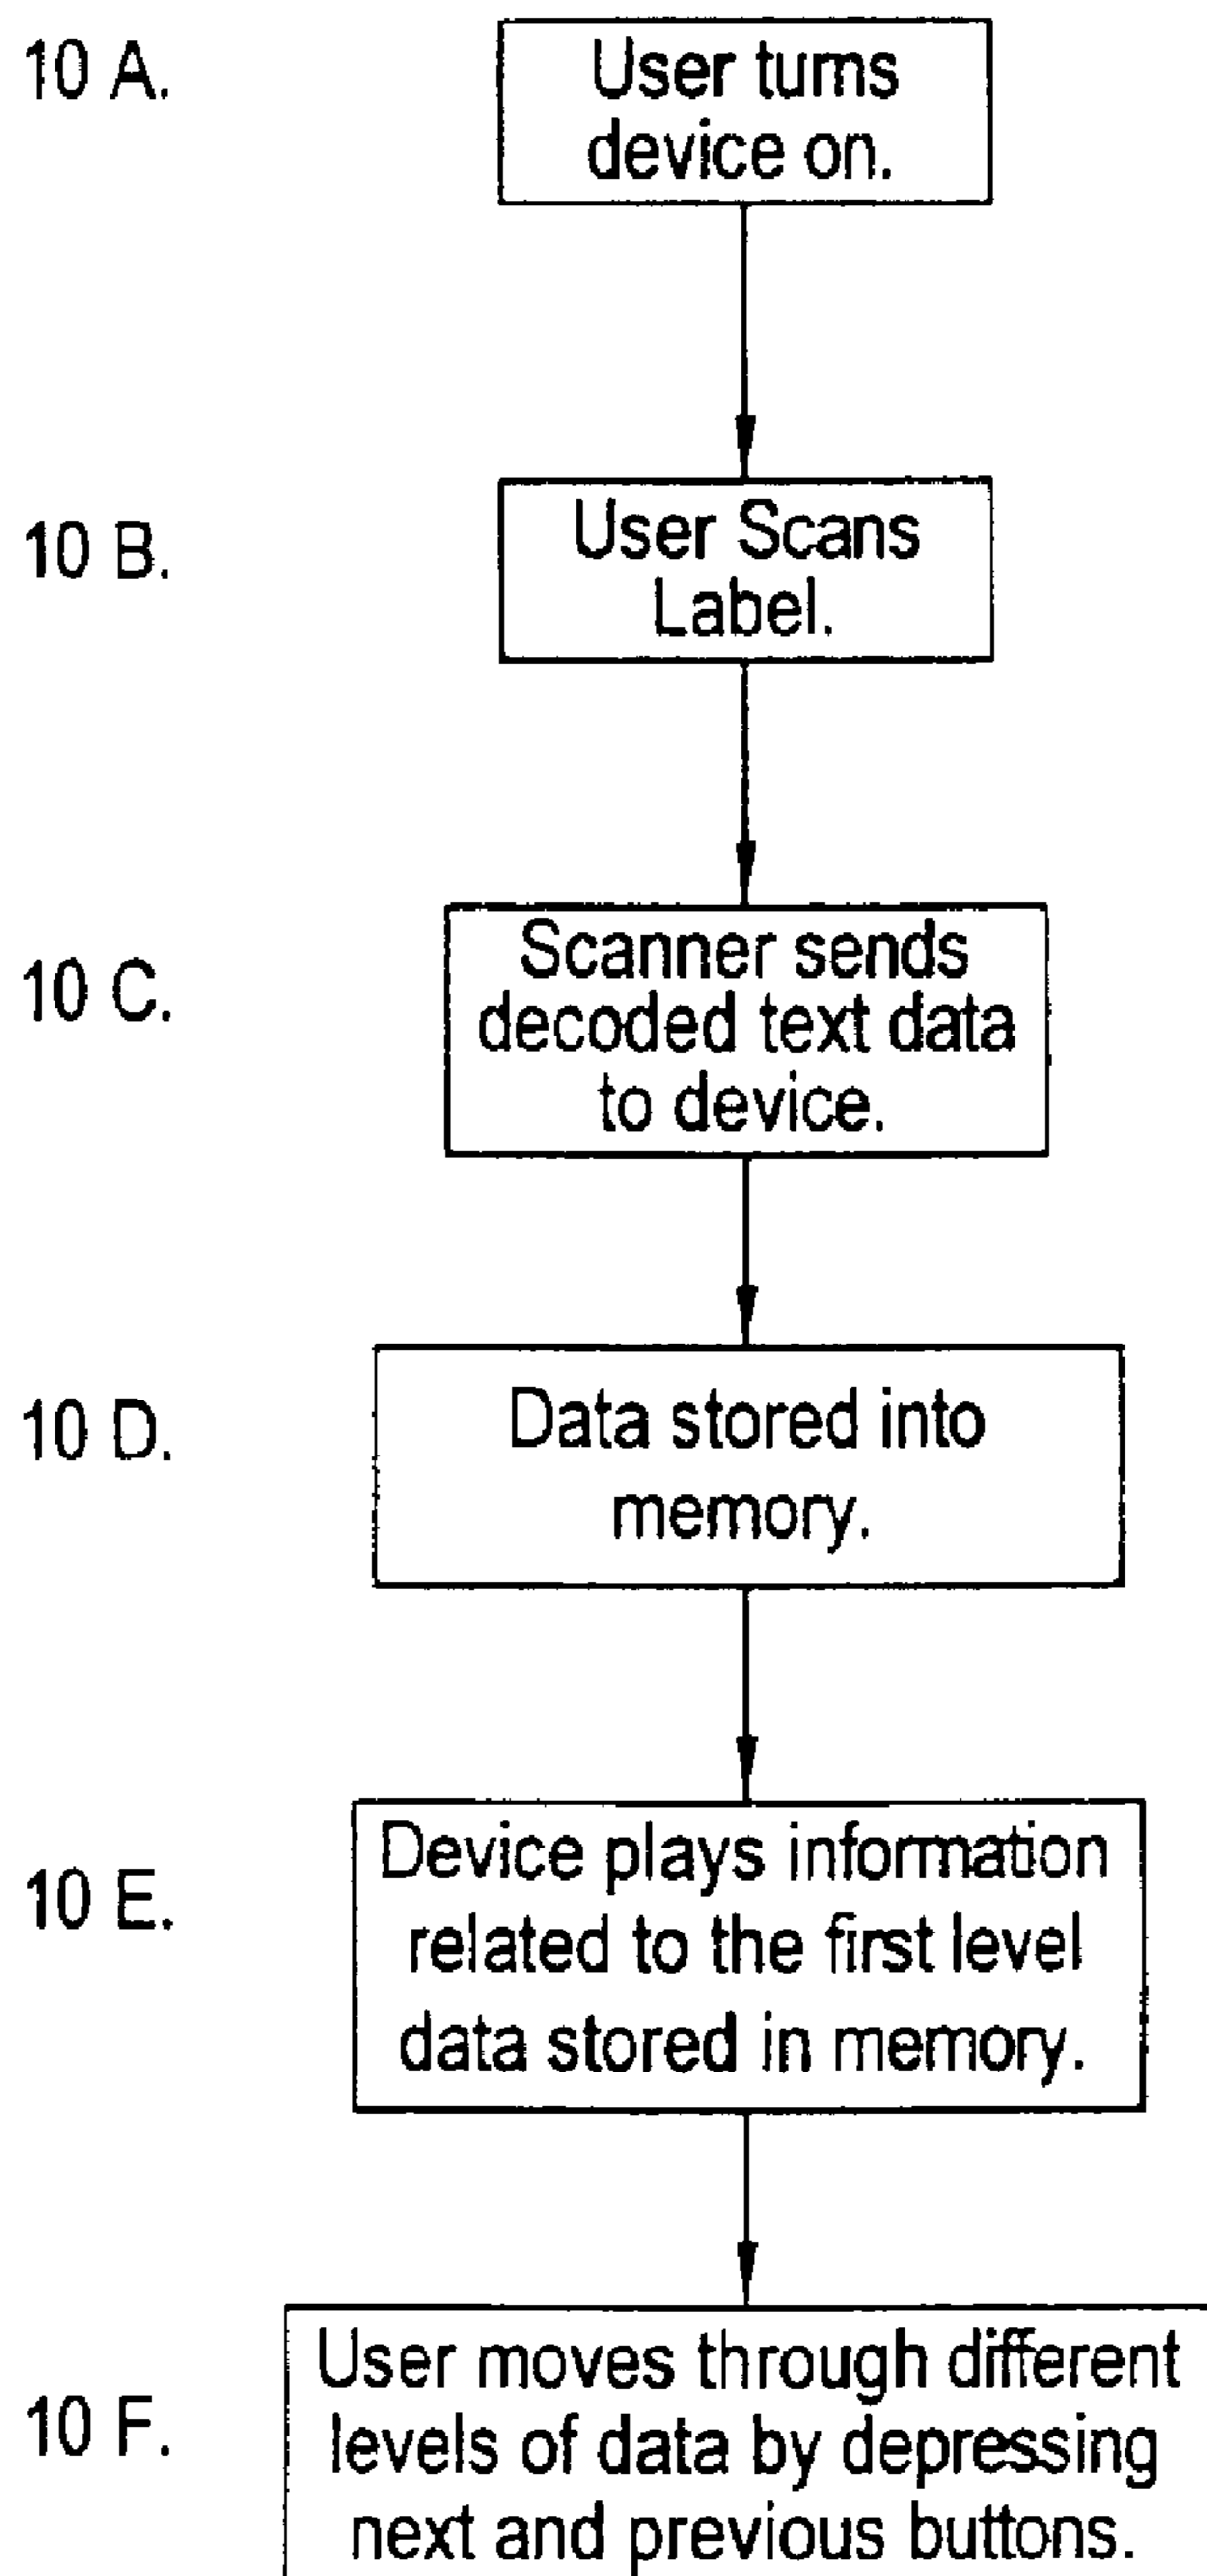 10 A.
User turns
device on.
10 B.
User Scans
Label.
10 C.
Scanner sends
decoded text data
to device.
10 D.
Data stored into
memory.
10 E.
Device plays information
related to the first level
data stored in memory.
10 F.
User moves through different
levels of data by depressing
next and previous buttons.